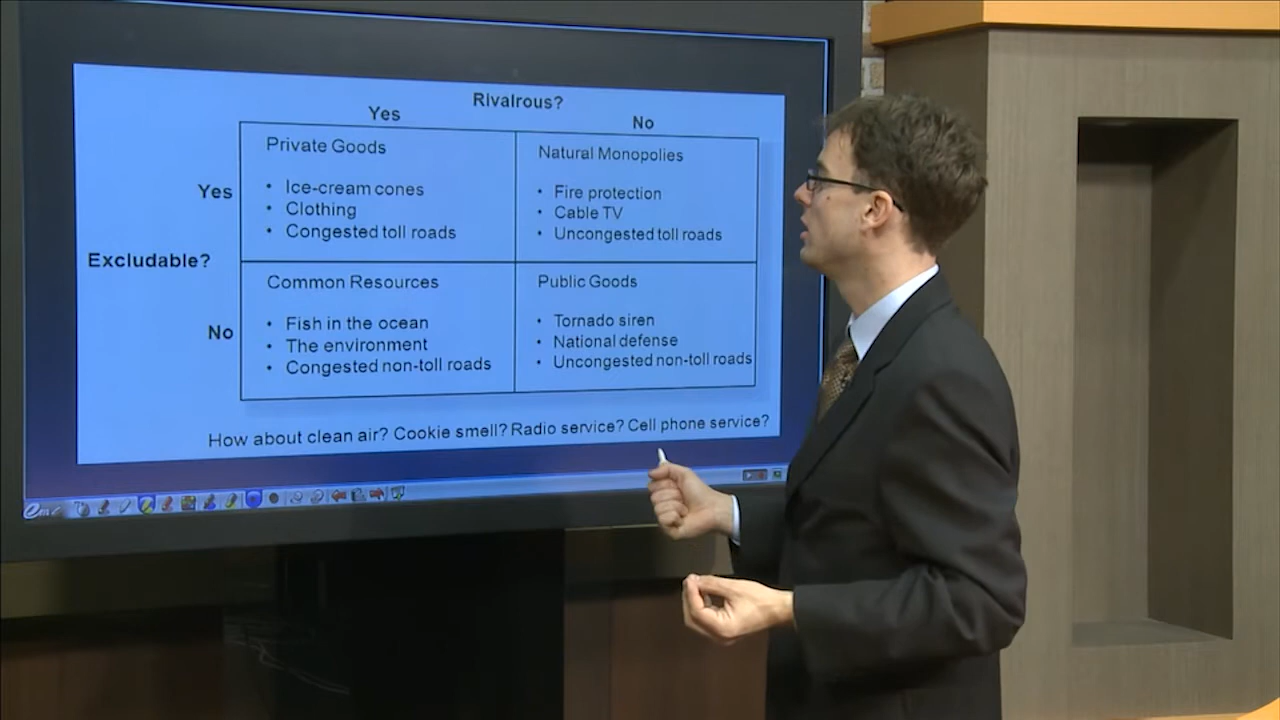 Rivalrous?
Yes
No
Private Goods
Natural Monopolies
Yes
• Ice-cream cones
• Clothing
• Congested toll roads
• Fire protection
• Cable TV
• Uncongested toll roads
Excludable?
Common Resources
Public Goods
No
• Fish in the ocean
• The environment
• Congested non-toll roads
• Tornado siren
• National defense
• Uncongested non-toll roads
How about clean air? Cookie smell? Radio service? Cell phone service?